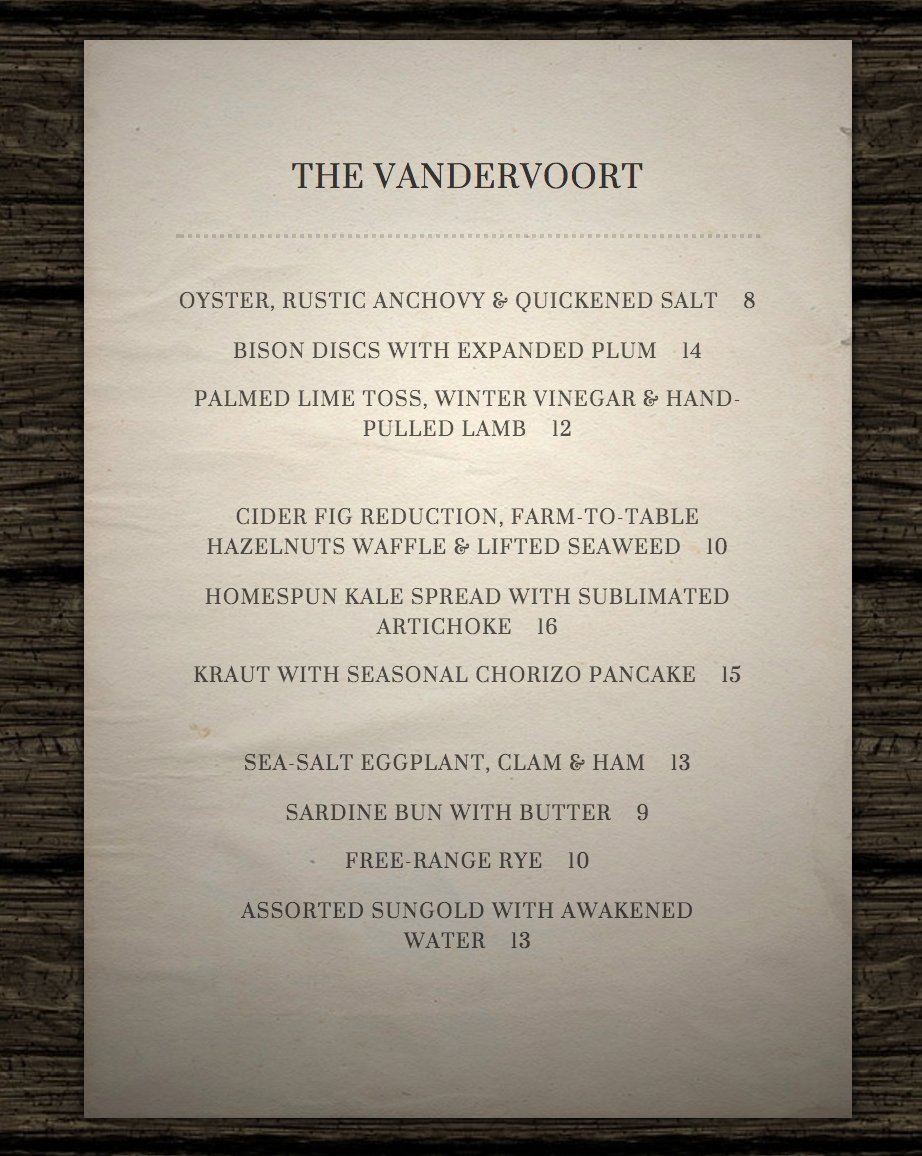 THE VANDERVOORT
OYSTER, RUSTIC ANCHOVY & QUICKENED SALT 8
BISON DISCS WITH EXPANDED PLUM 14
PALMED LIME TOSS, WINTER VINEGAR & HAND-
PULLED LAMB 12
CIDER FIG REDUCTION, FARM-TO-TABLE
HAZELNUTS WAFFLE & LIFTED SEAWEED 10
HOMESPUN KALE SPREAD WITH SUBLIMATED
ARTICHOKE 16
KRAUT WITH SEASONAL CHORIZO PANCAKE 15
SEA-SALT EGGPLANT, CLAM & HAM 13
SARDINE BUN WITH BUTTER 9
FREE-RANGE RYE 10
ASSORTED SUNGOLD WITH AWAKENED
WATER 13